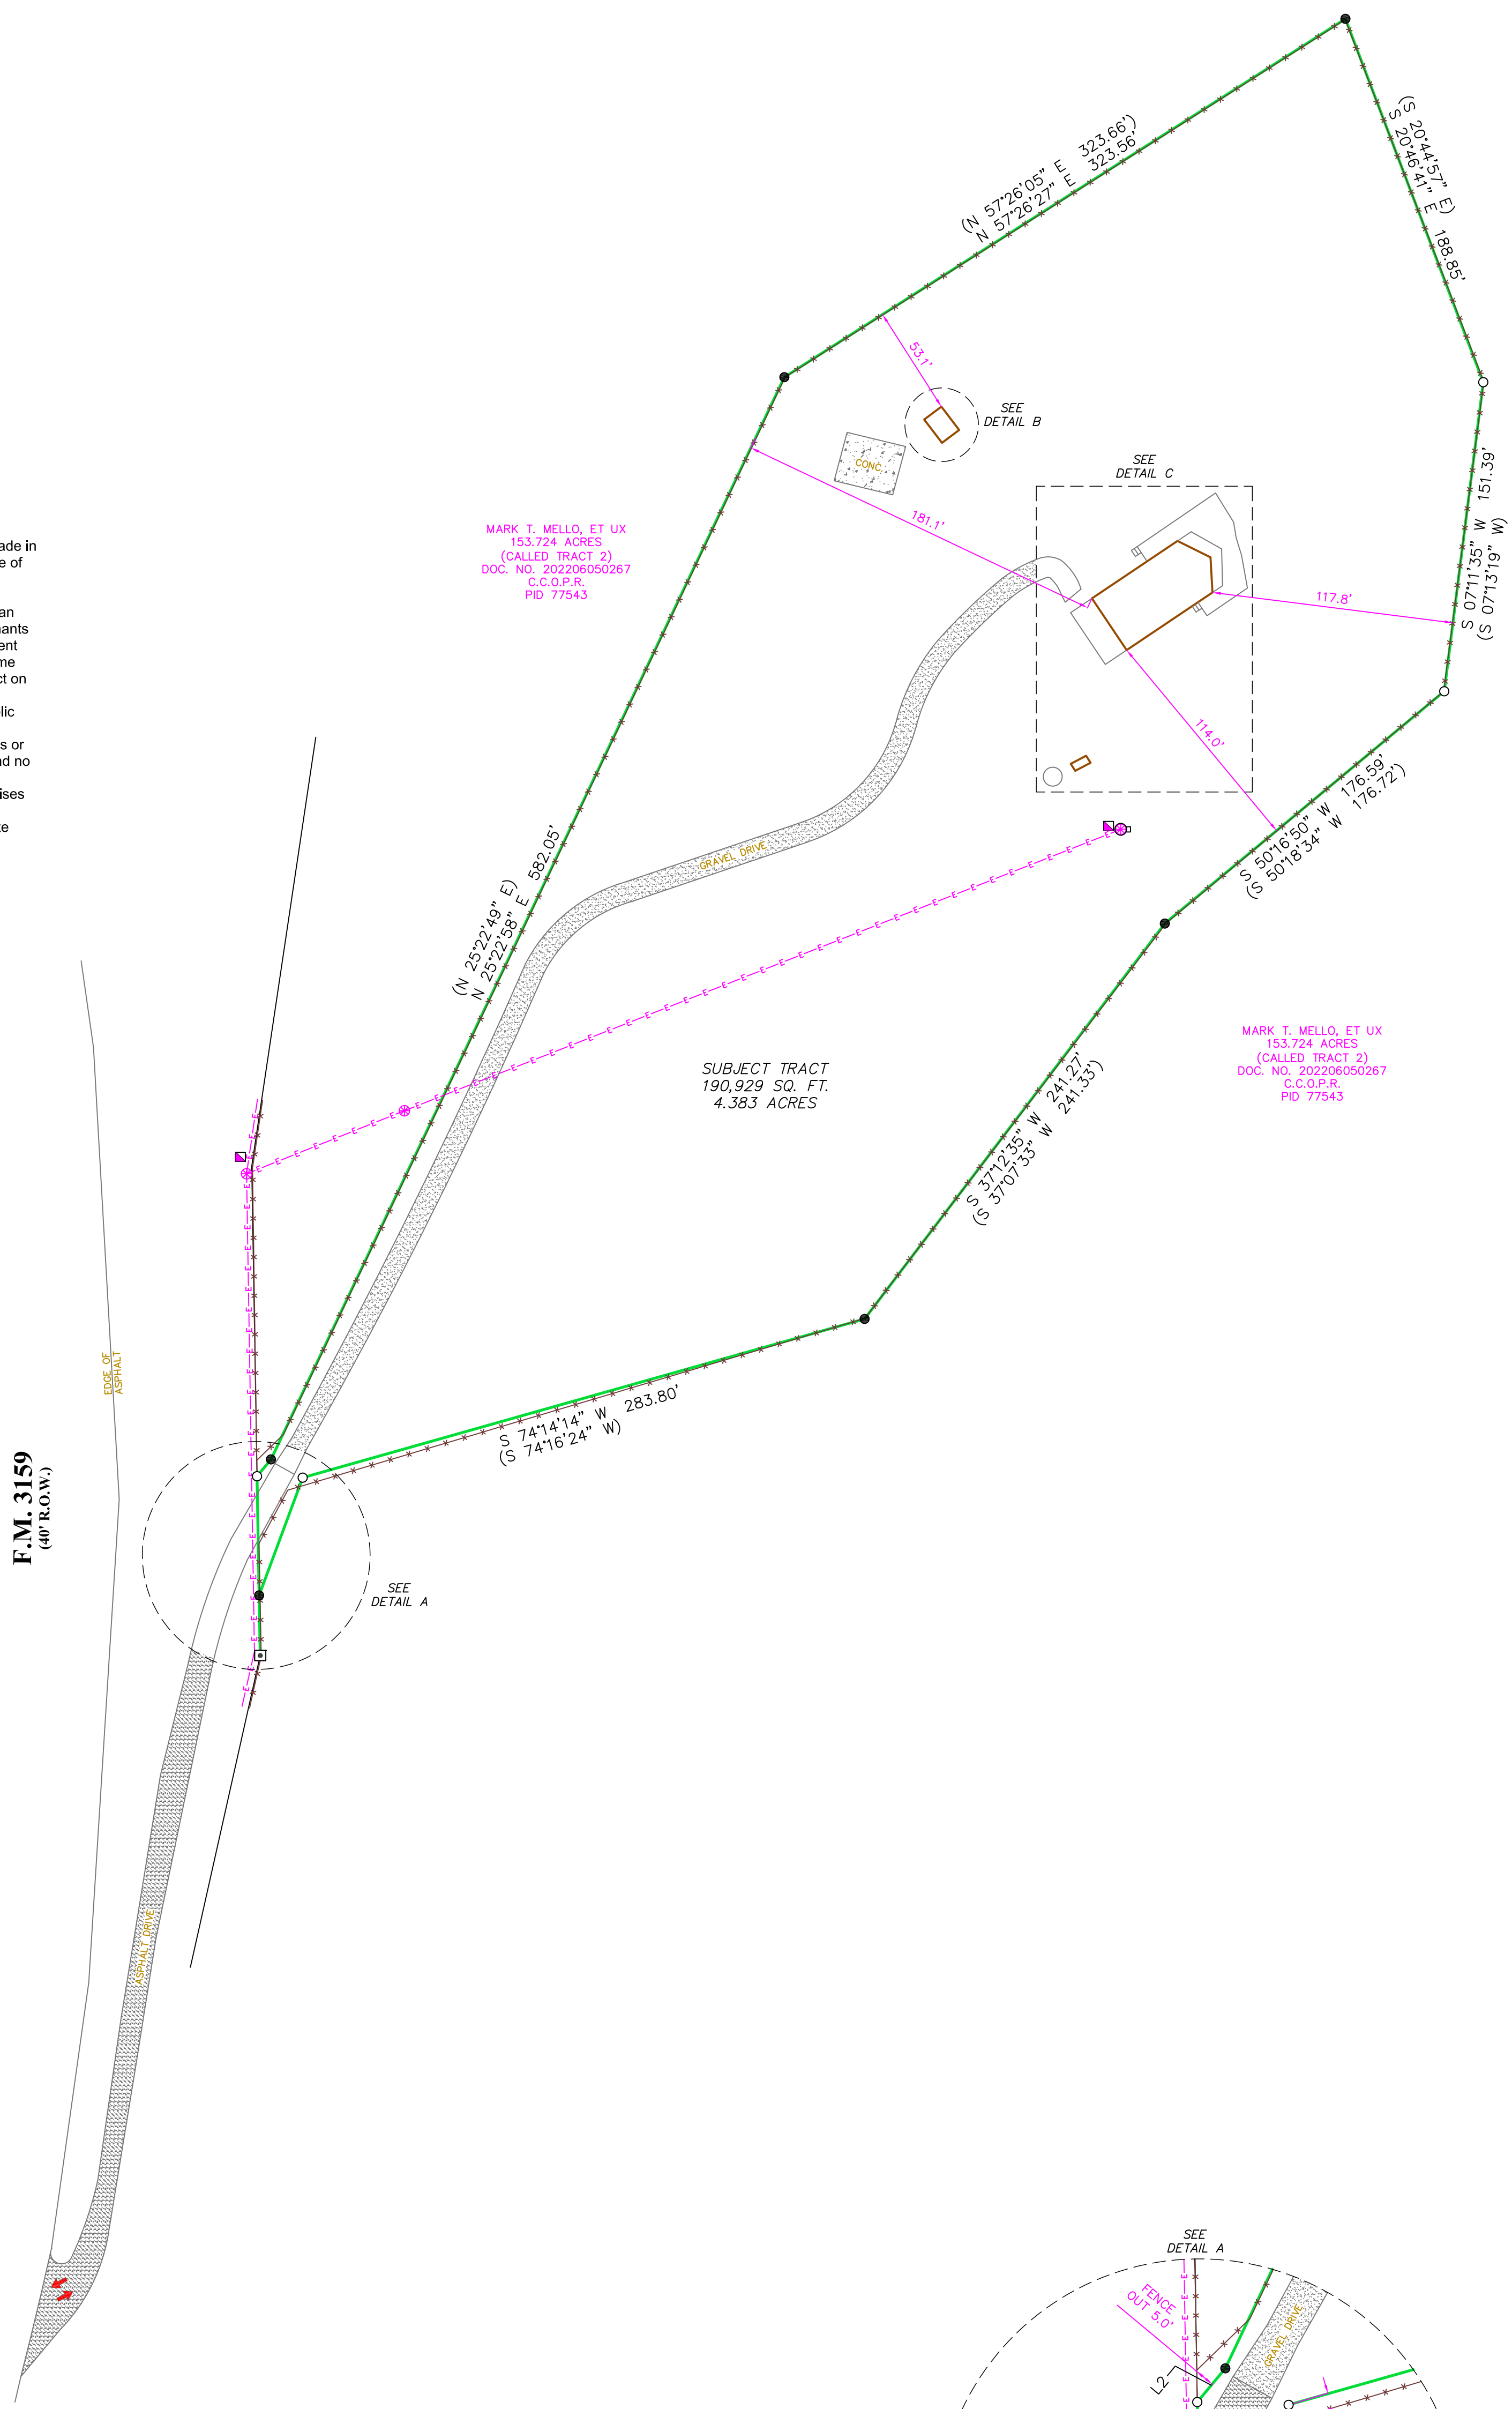 (N 57°26'05" E 323.66')
N 57°26'27" E 323.56'
(S 20°44'57" E)
S 20°46'41" E 188.85'
53.1'
SEE
DETAIL B
CONC.
SEE
DETAIL C
181.1'
117.8'
S 07°11'35" W 151.39'
(S 07°13'19" W)
114.0'
S 50°16'50" W 176.59'
(S 50°18'34" W 176.72')
ade in
e of
an
nants
ent
me
ct on
lic
s or
nd no
ises
te
MARK T. MELLO, ET UX
153.724 ACRES
(CALLED TRACT 2)
DOC. NO. 202206050267
C.C.O.P.R.
PID 77543
(N 25°22'49" E)
N 25°22'58" E 582.05'
GRAVEL DRIVE
SUBJECT TRACT
190,929 SQ. FT.
4.383 ACRES
MARK T. MELLO, ET UX
153.724 ACRES
(CALLED TRACT 2)
DOC. NO. 202206050267
C.C.O.P.R.
PID 77543
S 37°12'35" W 241.27'
(S 37°07'33" W 241.33')
EDGE OF
ASPHALT
S 74°14'14" W 283.80'
(S 74°16'24" W)
F.M. 3159
(40' R.O.W.)
SEE
DETAIL A
ASPHALT DRIVE
SEE
DETAIL A
FENCE
OUT 5.0'
GRAVEL DRIVE
L2